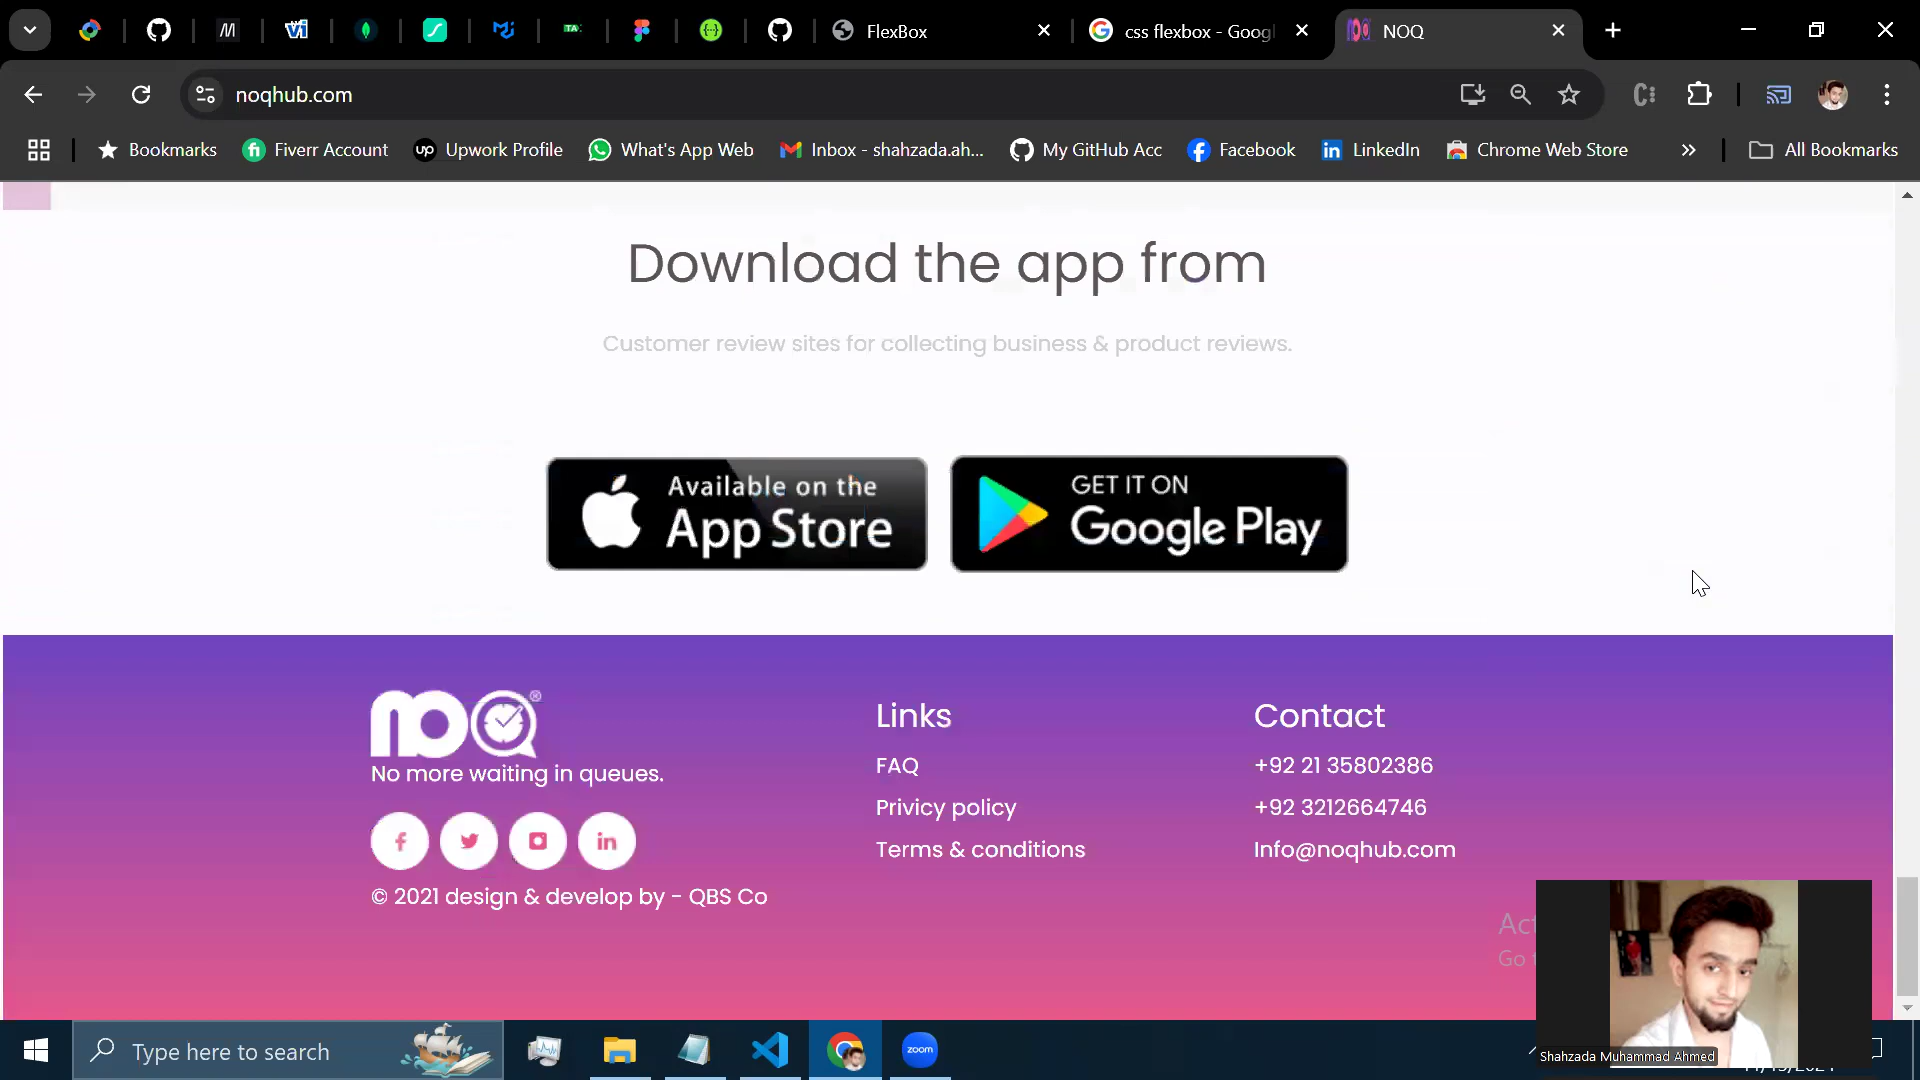 FlexBox
css flexbox - Googl
NOQ
noqhub.com
Bookmarks
Fiverr Account
Upwork Profile
What's App Web
Inbox - shahzada.ah...
My GitHub Acc
Facebook
LinkedIn
Chrome Web Store
All Bookmarks
Download the app from
Customer review sites for collecting business & product reviews.
Available on the
App Store
GET IT ON
Google Play
noQ®
No more waiting in queues.
© 2021 design & develop by - QBS Co
Links
FAQ
Privicy policy
Terms & conditions
Contact
+92 21 35802386
+92 3212664746
Info@noqhub.com
Act
Go t
Shahzada Muhammad Ahmed
Type here to search
zoom